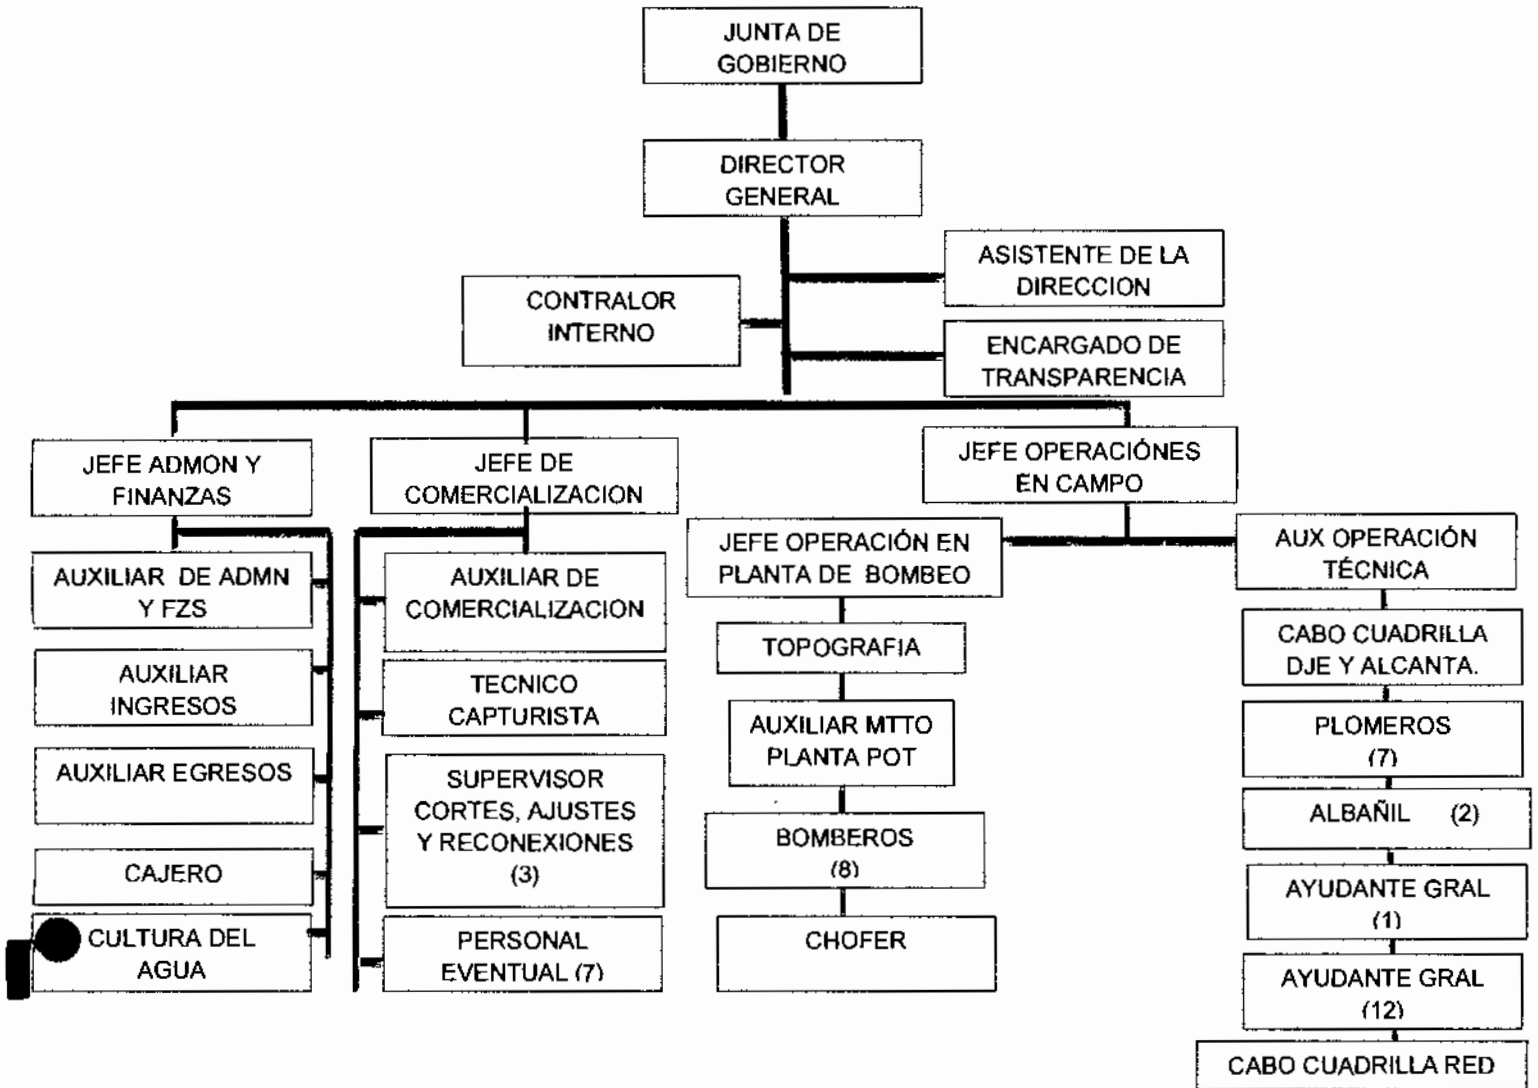 JUNTA DE
GOBIERNO
DIRECTOR
GENERAL
ASISTENTE DE LA
DIRECCION
CONTRALOR
INTERNO
ENCARGADO DE
TRANSPARENCIA
JEFE ADMON Y
FINANZAS
JEFE DE
COMERCIALIZACION
JEFE OPERACIÓNES
EN CAMPO
AUXILIAR DE ADMN
Y FZS
AUXILIAR
INGRESOS
AUXILIAR EGRESOS
CAJERO
CULTURA DEL
AGUA
AUXILIAR DE
COMERCIALIZACION
TECNICO
CAPTURISTA
SUPERVISOR
CORTES, AJUSTES
Y RECONEXIONES
(3)
PERSONAL
EVENTUAL (7)
JEFE OPERACIÓN EN
PLANTA DE BOMBEO
TOPOGRAFIA
AUXILIAR MTTO
PLANTA POT
BOMBEROS
(8)
CHOFER
AUX OPERACIÓN
TÉCNICA
CABO CUADRILLA
DJE Y ALCANTA.
PLOMEROS
(7)
ALBAÑIL (2)
AYUDANTE GRAL
(1)
AYUDANTE GRAL
(12)
CABO CUADRILLA RED